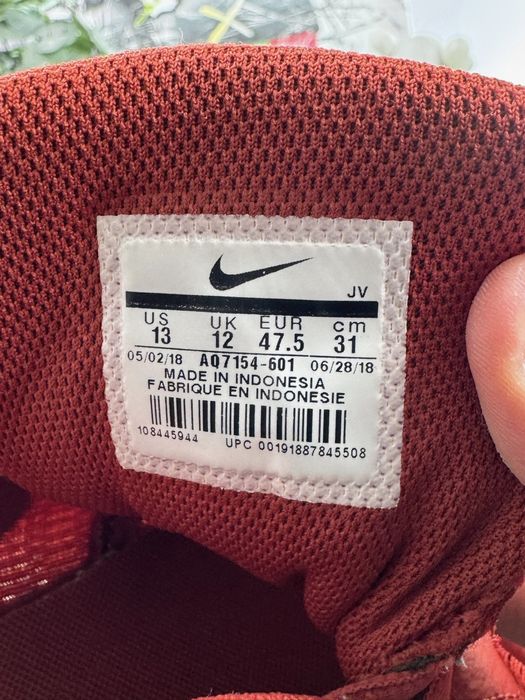 JV
US UK EUR cm
13 12 47.5 31
05/02/18 AQ7154-601 06/28/18
MADE IN INDONESIA
FABRIQUE EN INDONESIE
108445944 UPC 00191887845508